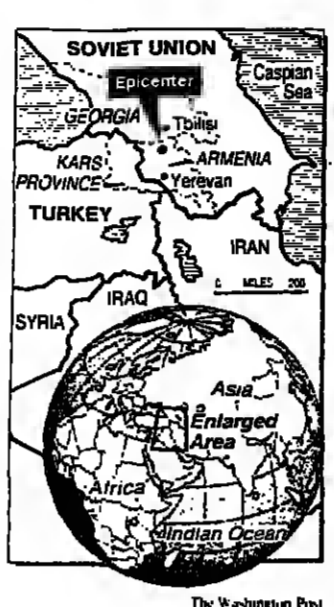 SOVIET UNION
Epicenter
Caspian
Sea
GEORGIA
Tbilisi
KARS
PROVINCE
ARMENIA
Yerevan
TURKEY
IRAN
0 MILES 200
IRAQ
SYRIA
Asia
Enlarged
Area
Africa
Indian Ocean
The Washington Post